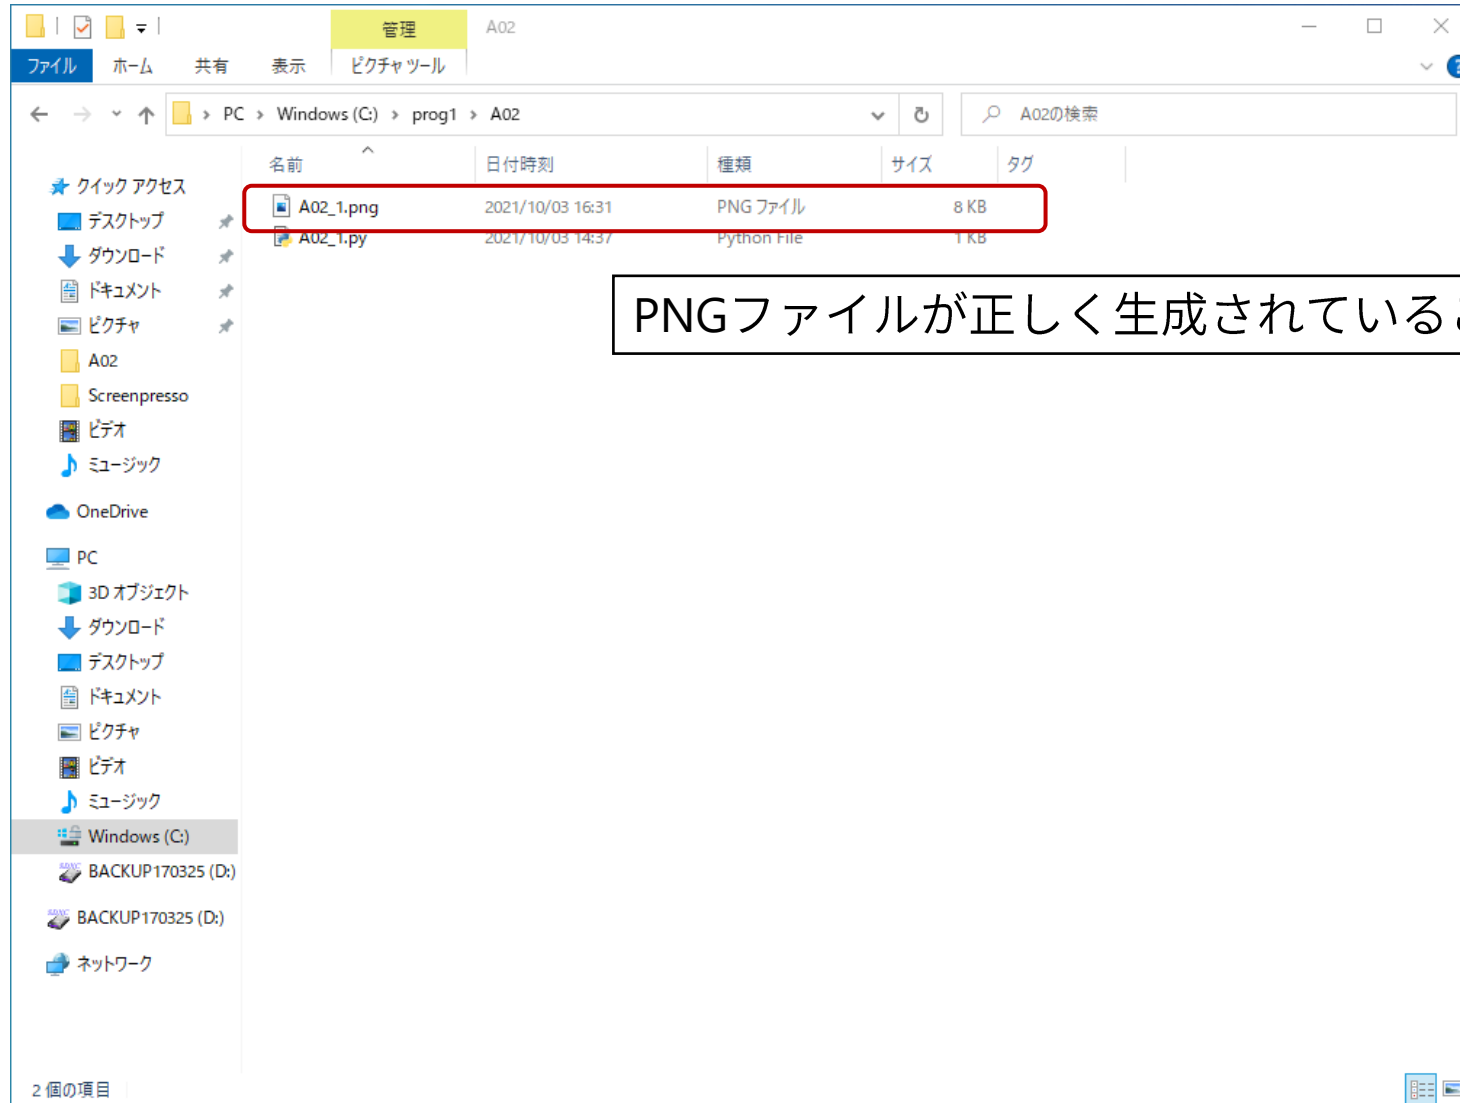 管理
A02
ファイル ホーム 共有 表示 ピクチャ ツール
PC › Windows (C:) › prog1 › A02
A02の検索
名前 日付時刻 種類 サイズ タグ
A02_1.png 2021/10/03 16:31 PNG ファイル 8 KB
A02_1.py 2021/10/03 14:37 Python File 1 KB
PNGファイルが正しく生成されている
クイック アクセス
デスクトップ
ダウンロード
ドキュメント
ピクチャ
A02
Screenpresso
ビデオ
ミュージック
OneDrive
PC
3D オブジェクト
ダウンロード
デスクトップ
ドキュメント
ピクチャ
ビデオ
ミュージック
Windows (C:)
BACKUP170325 (D:)
BACKUP170325 (D:)
ネットワーク
2 個の項目